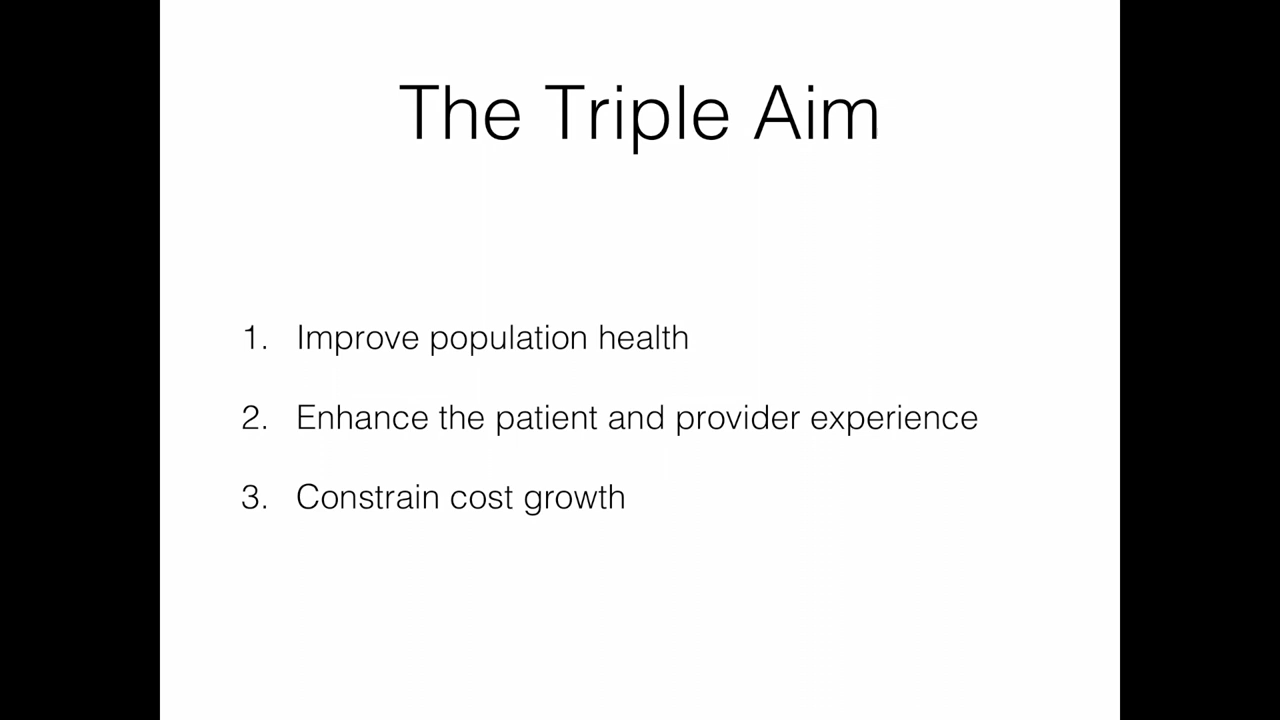 The Triple Aim
1. Improve population health
2. Enhance the patient and provider experience
3. Constrain cost growth